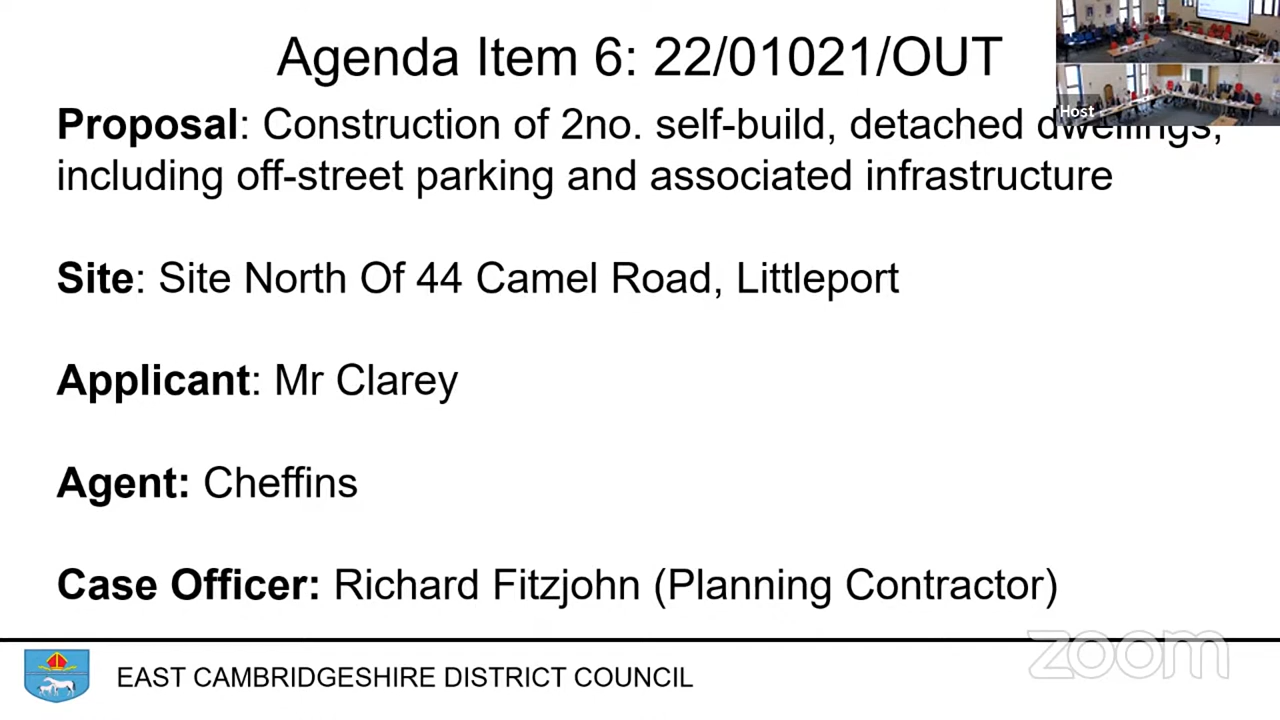 Agenda Item 6: 22/01021/OUT
Host
Proposal: Construction of 2no. self-build, detached dwellings,
including off-street parking and associated infrastructure
Site: Site North Of 44 Camel Road, Littleport
Applicant: Mr Clarey
Agent: Cheffins
Case Officer: Richard Fitzjohn (Planning Contractor)
zoom
EAST CAMBRIDGESHIRE DISTRICT COUNCIL